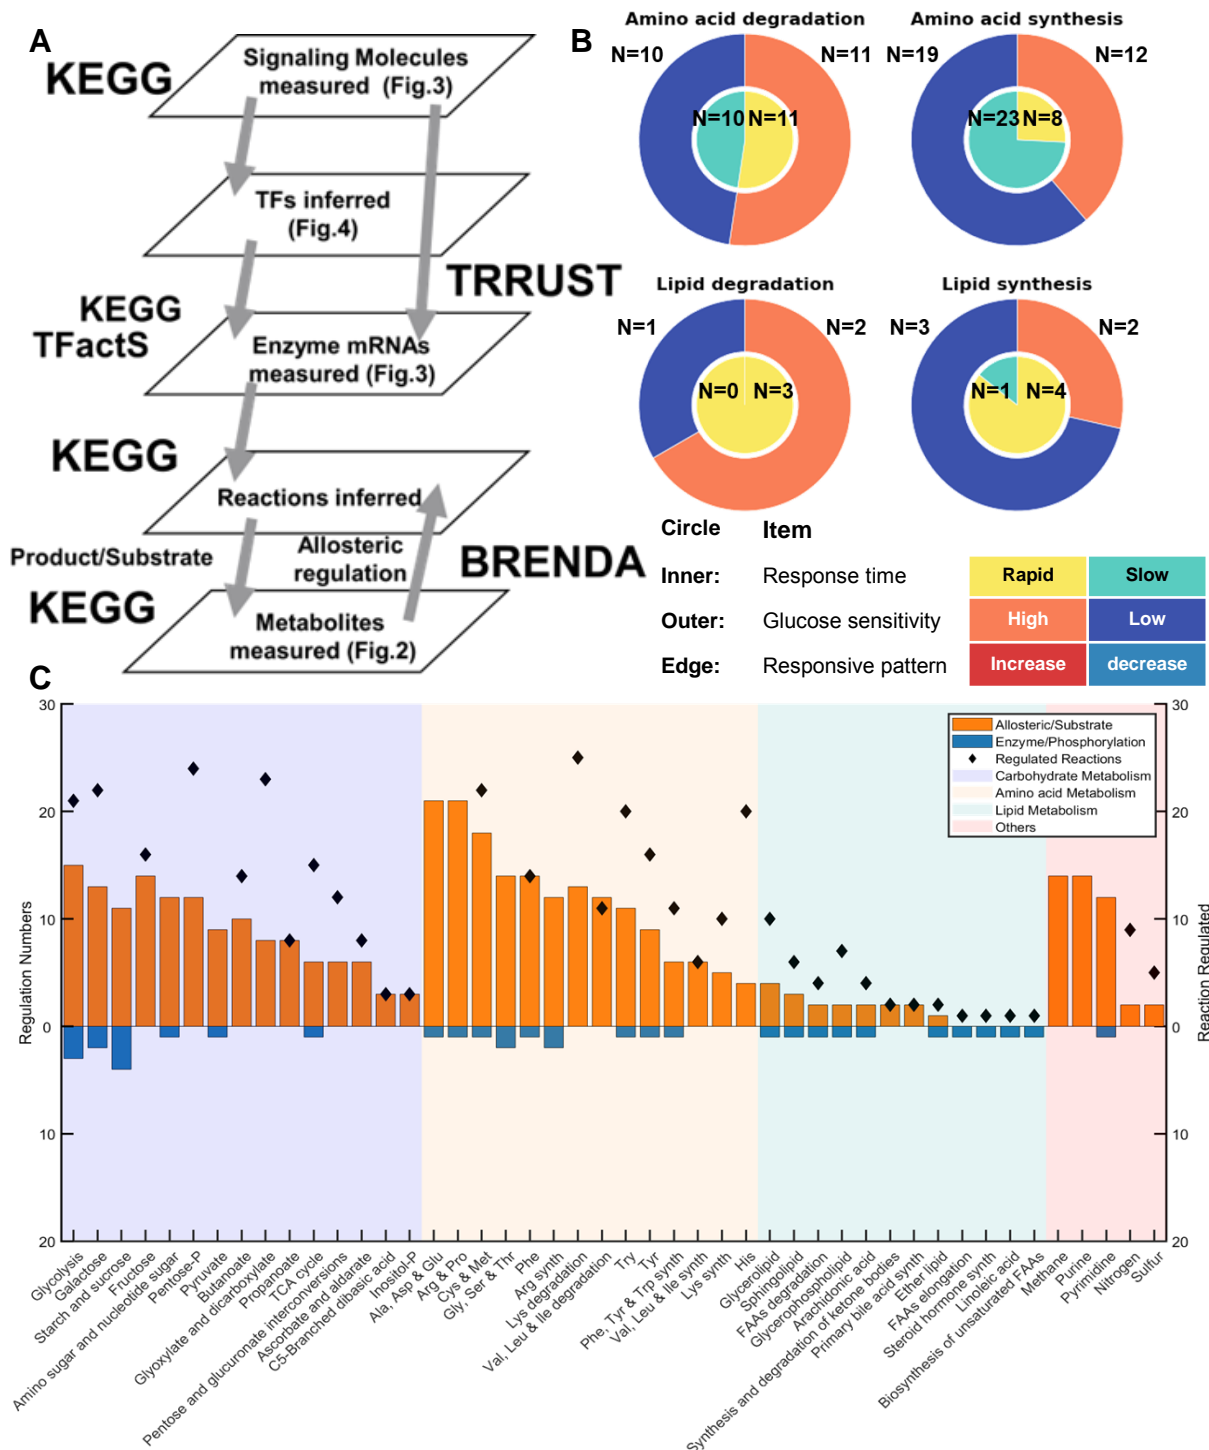 A
KEGG
Signaling Molecules
measured (Fig.3)
TFs inferred
(Fig.4)
TRRUST
KEGG
TFactS
Enzyme mRNAs
measured (Fig.3)
KEGG
Reactions inferred
Product/Substrate
Allosteric
regulation
BRENDA
KEGG
Metabolites
measured (Fig.2)
B
Amino acid degradation
N=10
N=11
N=10
N=11
Amino acid synthesis
N=19
N=12
N=23
N=8
Lipid degradation
N=1
N=2
N=0
N=3
Lipid synthesis
N=3
N=2
N=1
N=4
Circle Item
Inner: Response time Rapid Slow
Outer: Glucose sensitivity High Low
Edge: Responsive pattern Increase decrease
C
30
20
10
0
10
20
Regulation Numbers
30
20
10
0
10
20
Reaction Regulated
Allosteric/Substrate
Enzyme/Phosphorylation
Regulated Reactions
Carbohydrate Metabolism
Amino acid Metabolism
Lipid Metabolism
Others
Glycolysis
Galactose
Starch and sucrose
Fructose
Amino sugar and nucleotide sugar
Pentose-P
Pyruvate
Butanoate
Glyoxylate and dicarboxylate
Propanoate
TCA cycle
Pentose and glucuronate interconversions
Ascorbate and aldarate
C5-Branched dibasic acid
Inositol-P
Ala, Asp & Glu
Arg & Pro
Cys & Met
Gly, Ser & Thr
Phe
Arg synth
Lys degradation
Val, Leu & Ile degradation
Try
Tyr
Phe, Tyr & Trp synth
Val, Leu & Ile synth
Lys synth
His
Glycerolipid
Sphingolipid
FAAs degradation
Glycerophospholipid
Arachidonic acid
Synthesis and degradation of ketone bodies
Primary bile acid synth
Ether lipid
FAAs elongation
Steroid hormone synth
Linoleic acid
Biosynthesis of unsaturated FAAs
Methane
Purine
Pyrimidine
Nitrogen
Sulfur